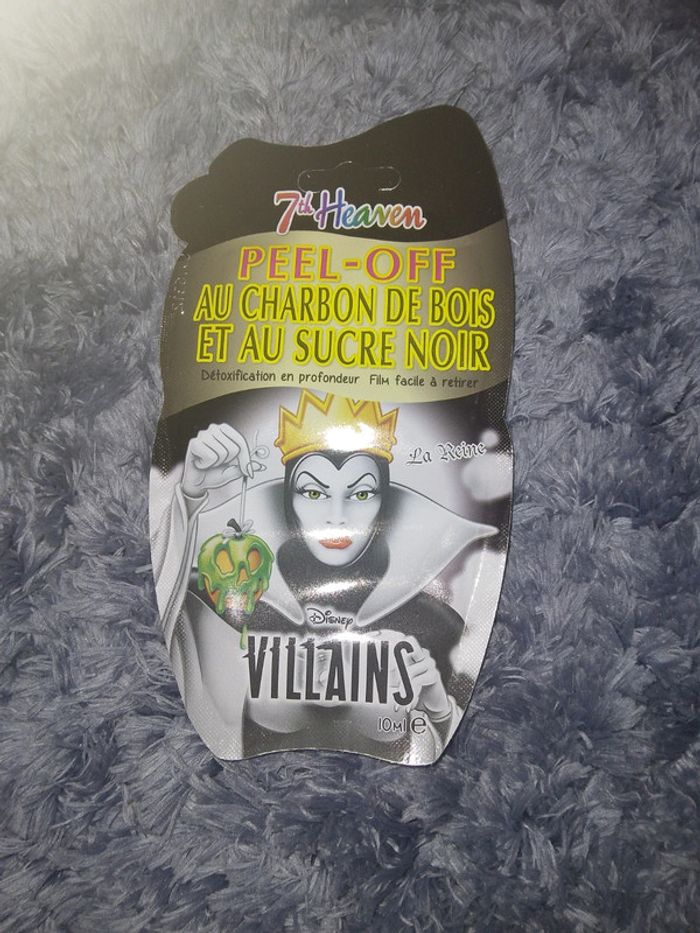 7th Heaven
PEEL-OFF
AU CHARBON DE BOIS
ET AU SUCRE NOIR
Détoxification en profondeur Film facile à retirer
La Reine
Disney
VILLAINS
10ml e